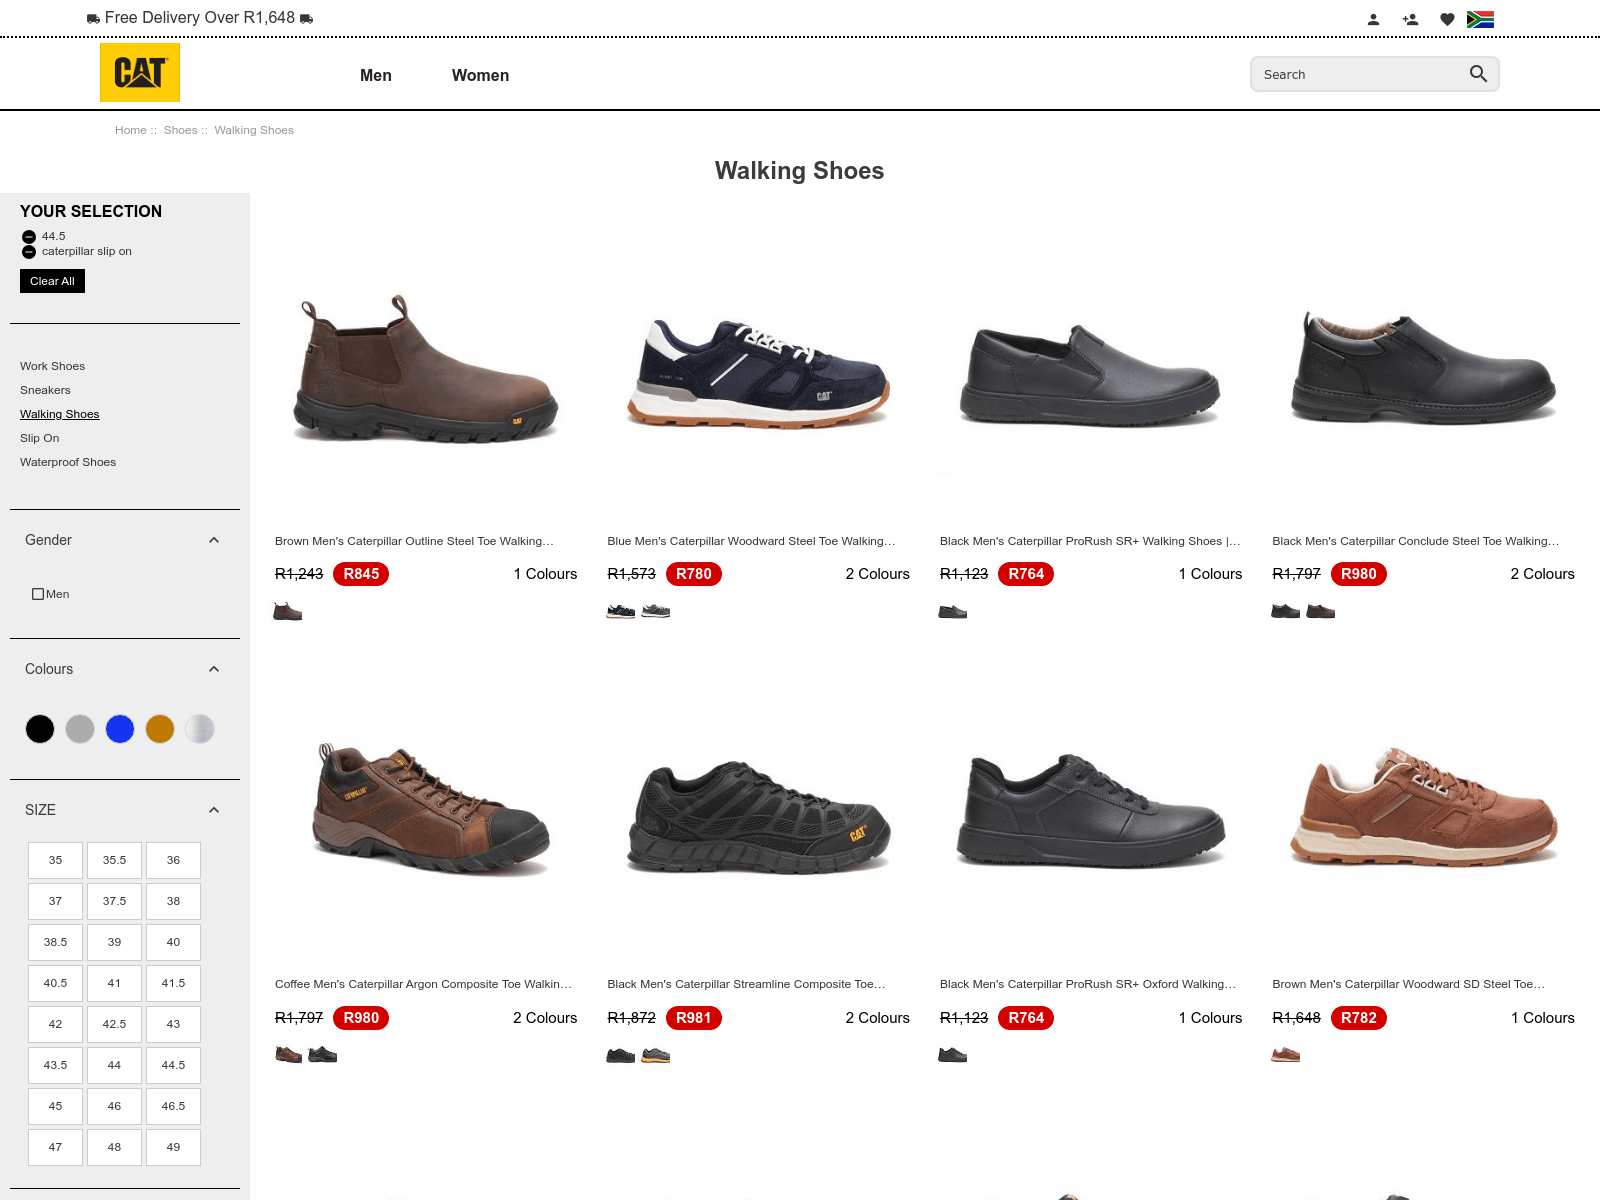 Free Delivery Over R1,648
CAT
Men
Women
Search
Home :: Shoes :: Walking Shoes
Walking Shoes
YOUR SELECTION
44.5
caterpillar slip on
Clear All
Work Shoes
Sneakers
Walking Shoes
Slip On
Waterproof Shoes
Gender
Men
Colours
SIZE
35 35.5 36
37 37.5 38
38.5 39 40
40.5 41 41.5
42 42.5 43
43.5 44 44.5
45 46 46.5
47 48 49
Brown Men's Caterpillar Outline Steel Toe Walking…
R1,243 R845 1 Colours
Blue Men's Caterpillar Woodward Steel Toe Walking…
R1,573 R780 2 Colours
Black Men's Caterpillar ProRush SR+ Walking Shoes |…
R1,123 R764 1 Colours
Black Men's Caterpillar Conclude Steel Toe Walking…
R1,797 R980 2 Colours
Coffee Men's Caterpillar Argon Composite Toe Walkin…
R1,797 R980 2 Colours
Black Men's Caterpillar Streamline Composite Toe…
R1,872 R981 2 Colours
Black Men's Caterpillar ProRush SR+ Oxford Walking…
R1,123 R764 1 Colours
Brown Men's Caterpillar Woodward SD Steel Toe…
R1,648 R782 1 Colours